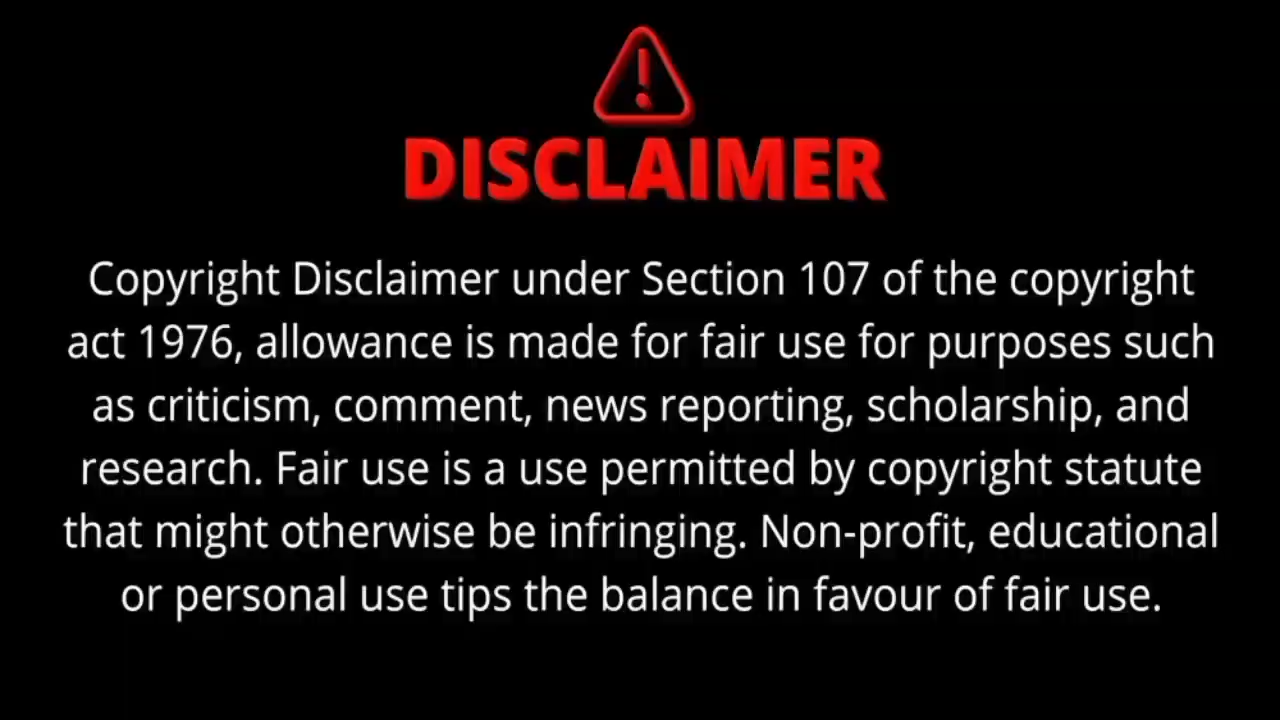 DISCLAIMER
Copyright Disclaimer under Section 107 of the copyright
act 1976, allowance is made for fair use for purposes such
as criticism, comment, news reporting, scholarship, and
research. Fair use is a use permitted by copyright statute
that might otherwise be infringing. Non-profit, educational
or personal use tips the balance in favour of fair use.